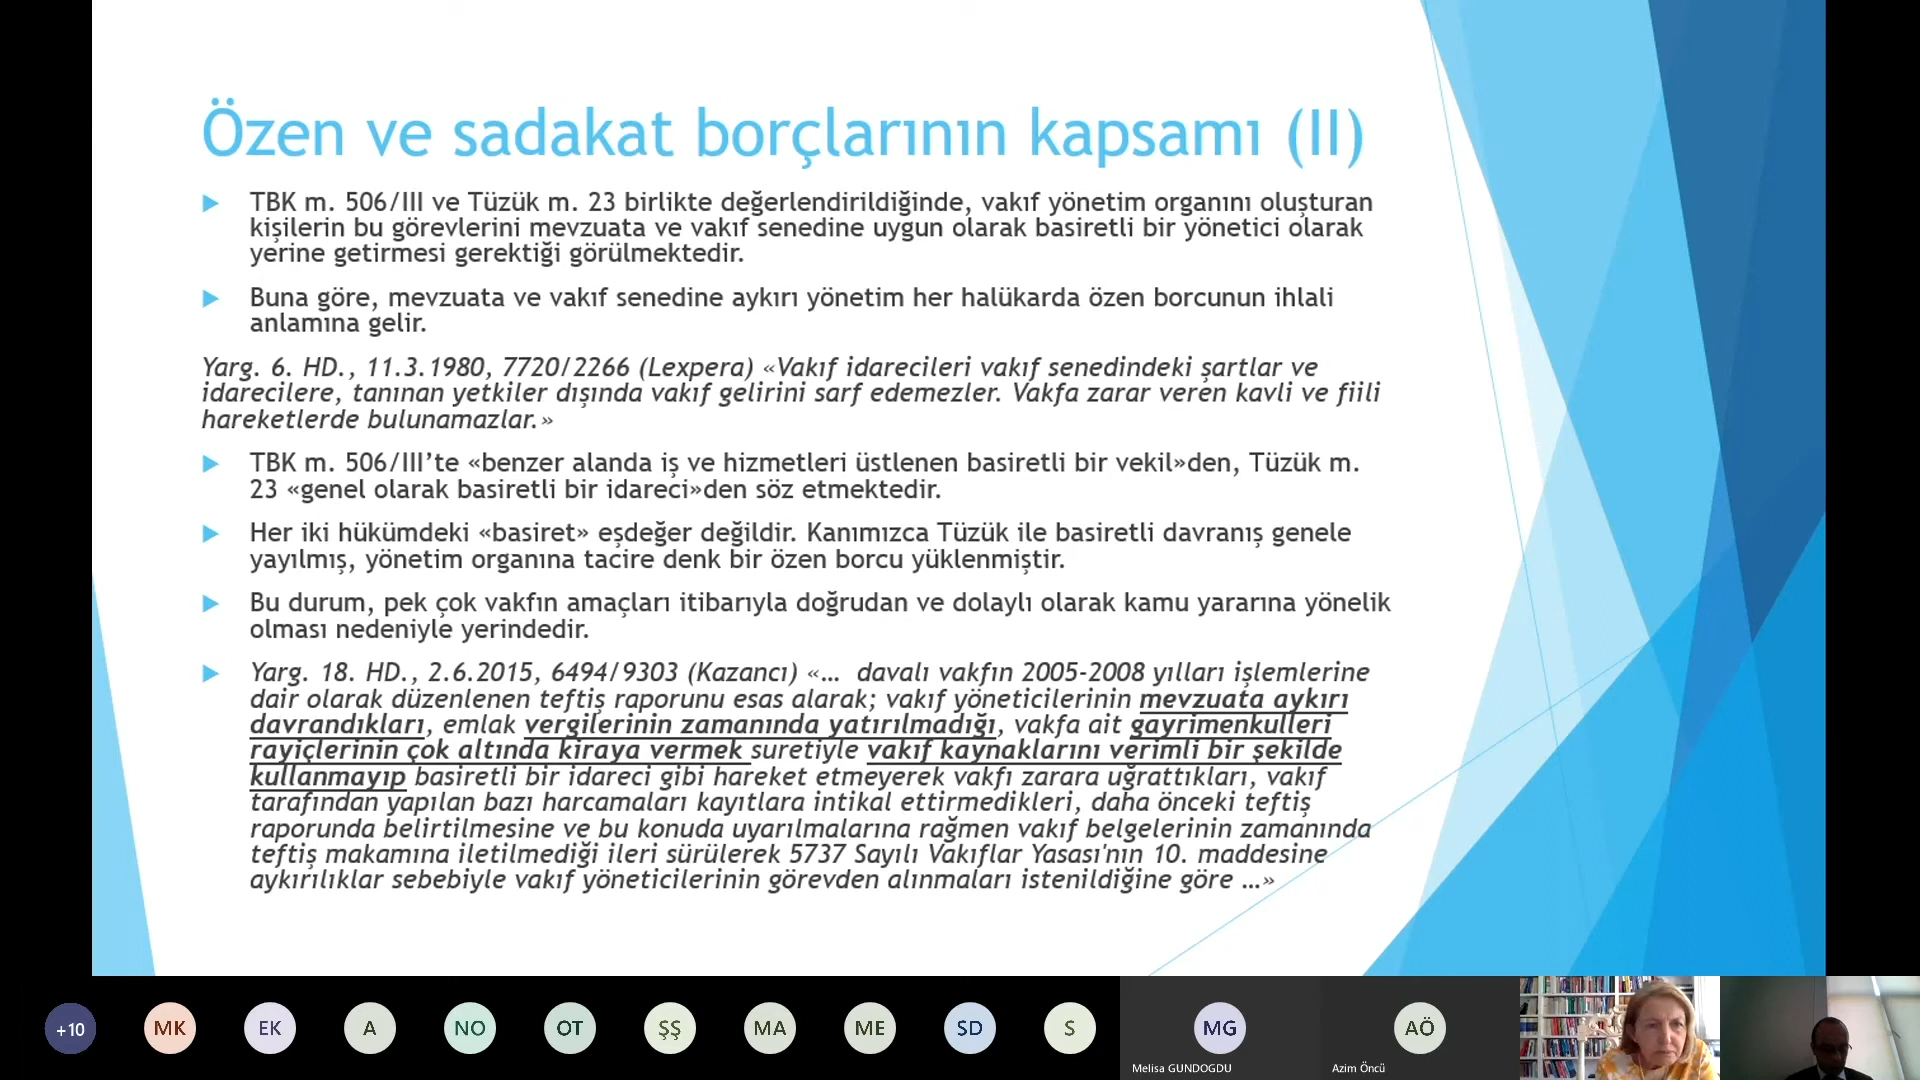 Özen ve sadakat borçlarının kapsamı (II)
TBK m. 506/III ve Tüzük m. 23 birlikte değerlendirildiğinde, vakıf yönetim organını oluşturan
kişilerin bu görevlerini mevzuata ve vakıf senedine uygun olarak basiretli bir yönetici olarak
yerine getirmesi gerektiği görülmektedir.
Buna göre, mevzuata ve vakıf senedine aykırı yönetim her halükarda özen borcunun ihlali
anlamına gelir.
Yarg. 6. HD., 11.3.1980, 7720/2266 (Lexpera) «Vakıf idarecileri vakıf senedindeki şartlar ve
idarecilere, tanınan yetkiler dışında vakıf gelirini sarf edemezler. Vakfa zarar veren kavli ve fiili
hareketlerde bulunamazlar.»
TBK m. 506/III’te «benzer alanda iş ve hizmetleri üstlenen basiretli bir vekil»den, Tüzük m.
23 «genel olarak basiretli bir idareci»den söz etmektedir.
Her iki hükümdeki «basiret» eşdeğer değildir. Kanımızca Tüzük ile basiretli davranış genele
yayılmış, yönetim organına tacire denk bir özen borcu yüklenmiştir.
Bu durum, pek çok vakfın amaçları itibarıyla doğrudan ve dolaylı olarak kamu yararına yönelik
olması nedeniyle yerindedir.
Yarg. 18. HD., 2.6.2015, 6494/9303 (Kazancı) «… davalı vakfın 2005-2008 yılları işlemlerine
dair olarak düzenlenen teftiş raporunu esas alarak; vakıf yöneticilerinin mevzuata aykırı
davrandıkları, emlak vergilerinin zamanında yatırılmadığı, vakfa ait gayrimenkulleri
rayiçlerinin çok altında kiraya vermek suretiyle vakıf kaynaklarını verimli bir şekilde
kullanmayıp basiretli bir idareci gibi hareket etmeyerek vakfı zarara uğrattıkları, vakıf
tarafından yapılan bazı harcamaları kayıtlara intikal ettirmedikleri, daha önceki teftiş
raporunda belirtilmesine ve bu konuda uyarılmalarına rağmen vakıf belgelerinin zamanında
teftiş makamına iletilmediği ileri sürülerek 5737 Sayılı Vakıflar Yasası'nın 10. maddesine
aykırılıklar sebebiyle vakıf yöneticilerinin görevden alınmaları istenildiğine göre …»
+10 MK EK A NO OT ŞŞ MA ME SD S MG AÖ
Melisa GUNDOGDU Azim Öncü